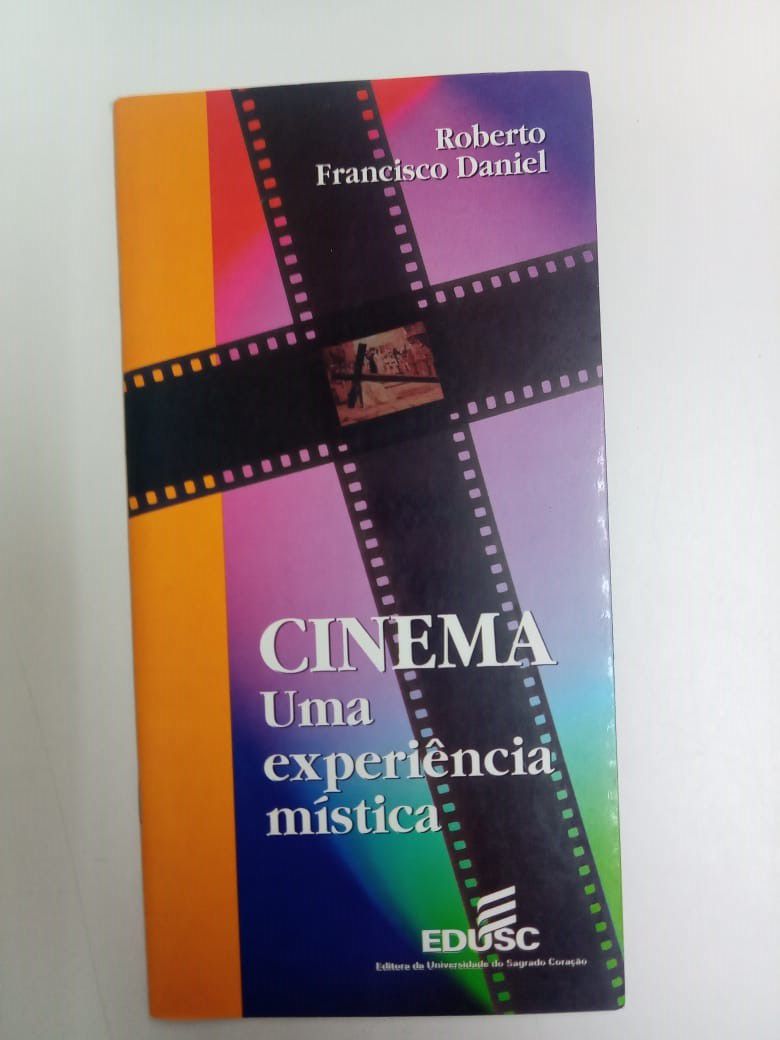 Roberto
Francisco Daniel
CINEMA
Uma
experiência
mística
EDUSC
Editora da Universidade do Sagrado Coração